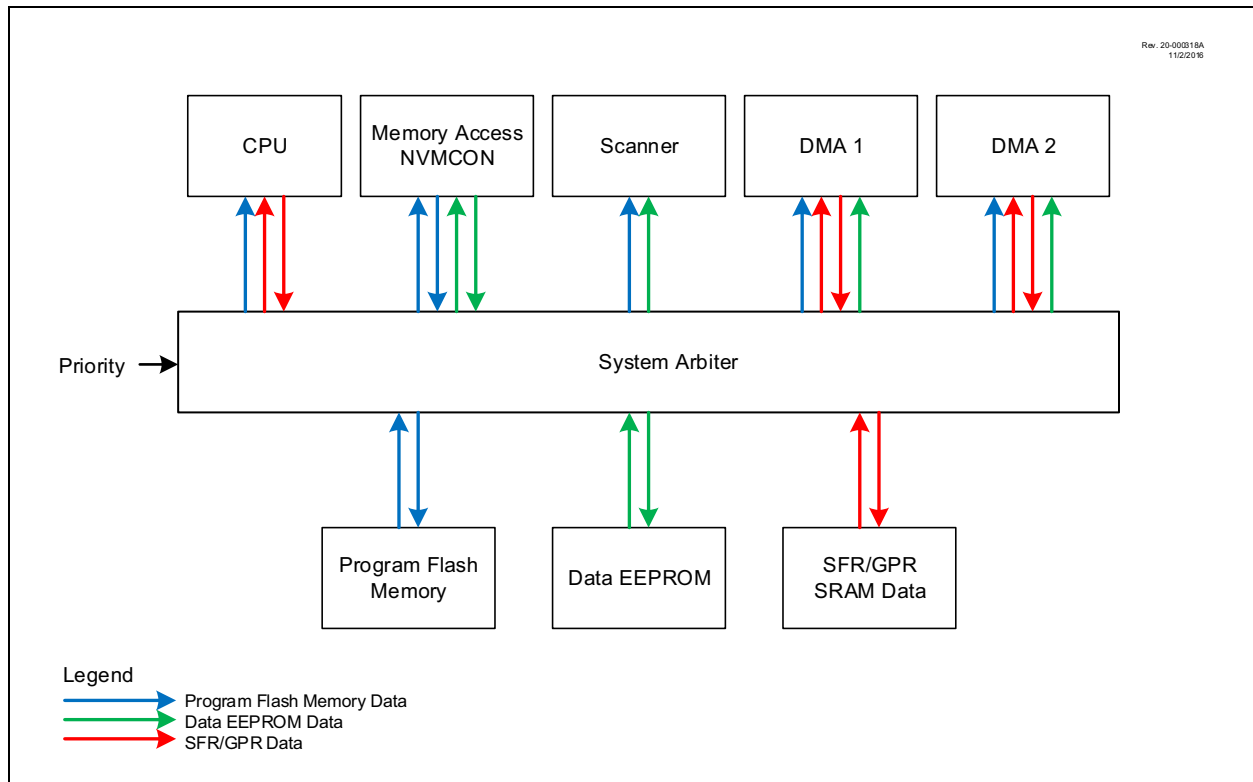 Rev. 20-000318A
11/2/2016
CPU
Memory Access
NVMCON
Scanner
DMA 1
DMA 2
Priority
System Arbiter
Program Flash
Memory
Data EEPROM
SFR/GPR
SRAM Data
Legend
Program Flash Memory Data
Data EEPROM Data
SFR/GPR Data